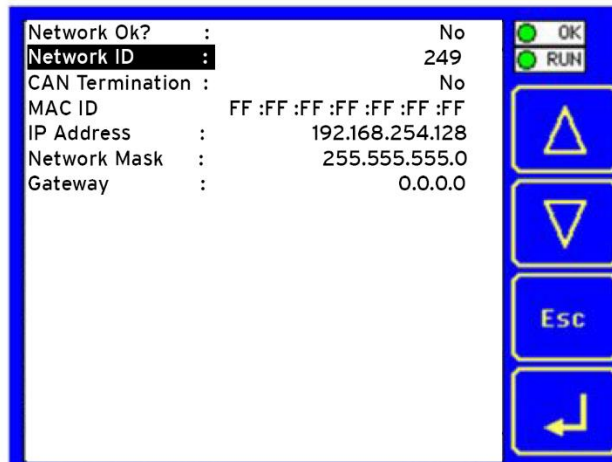 Network Ok? : No
Network ID : 249
CAN Termination : No
MAC ID FF :FF :FF :FF :FF :FF :FF
IP Address : 192.168.254.128
Network Mask : 255.555.555.0
Gateway : 0.0.0.0
OK
RUN
Esc